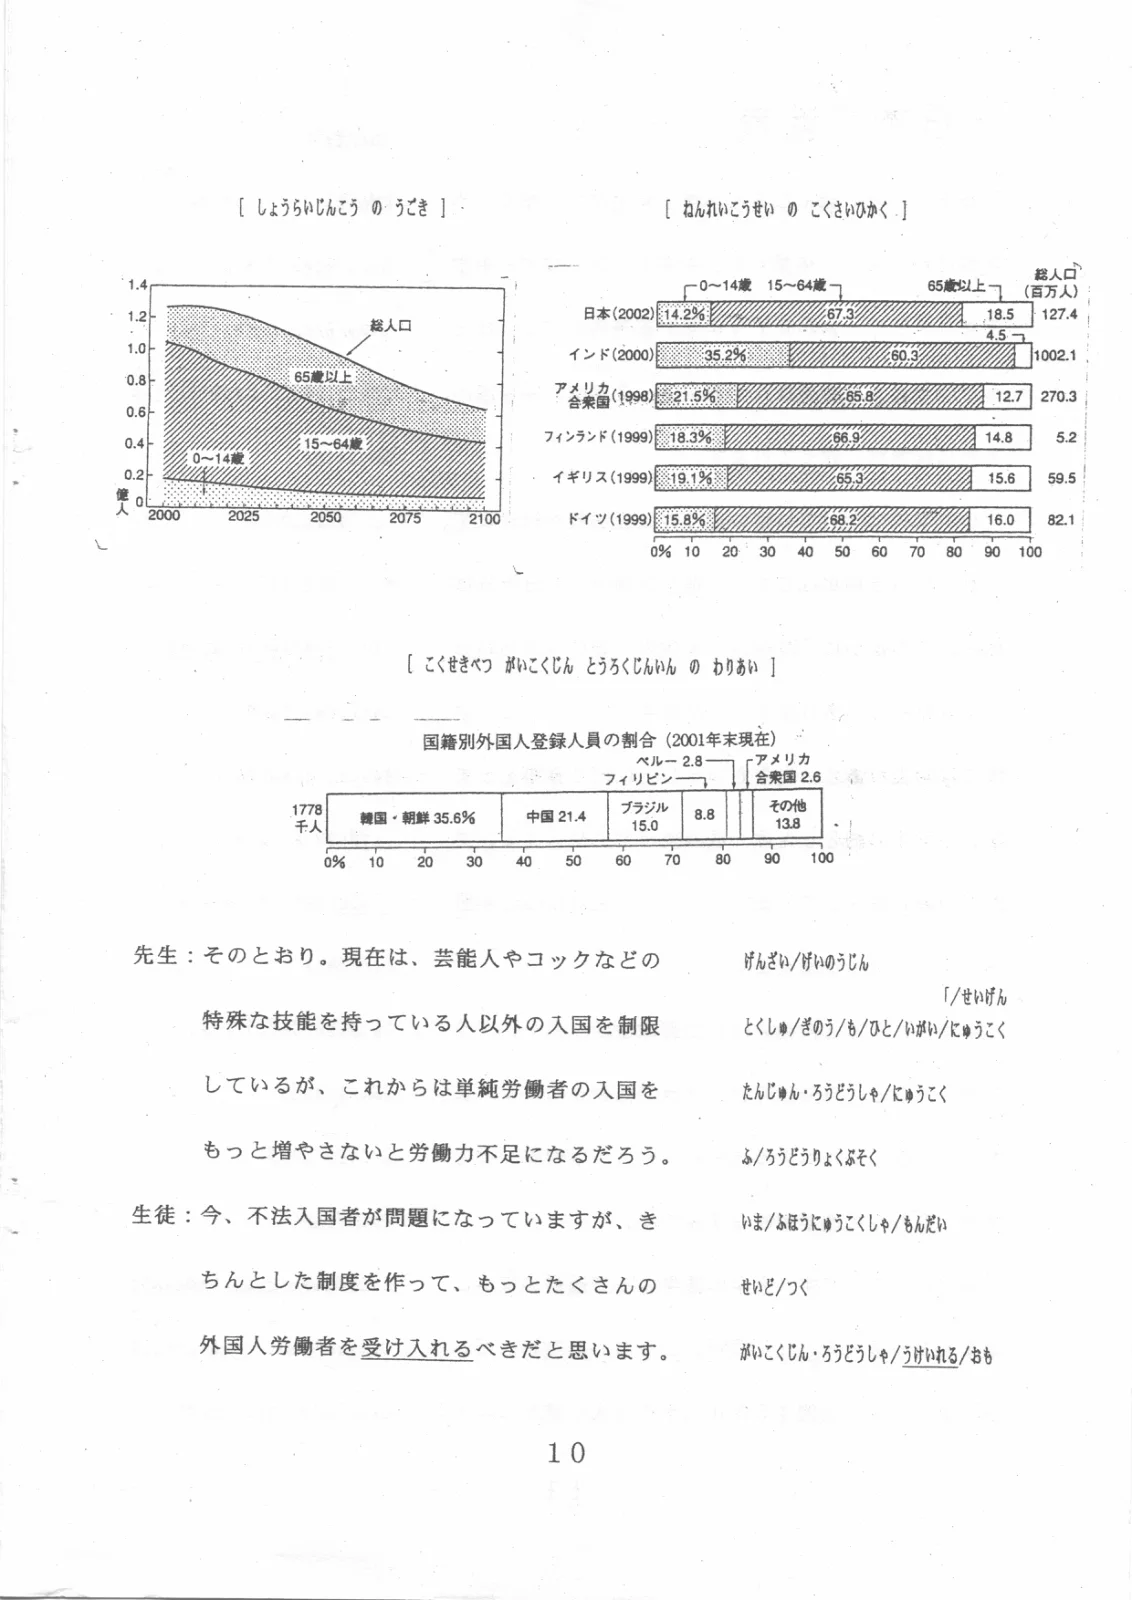 [ しょうらいじんこう の うごき ]
1.4
1.2
1.0
0.8
0.6
0.4
0.2
0
億人
総人口
65歳以上
15～64歳
0～14歳
2000 2025 2050 2075 2100
[ ねんれいこうせい の こくさいひかく ]
総人口
(百万人)
0～14歳 15～64歳 65歳以上
日本(2002) 14.2% 67.3 18.5 127.4
インド(2000) 35.2% 60.3 4.5 1002.1
アメリカ合衆国(1998) 21.5% 65.8 12.7 270.3
フィンランド(1999) 18.3% 66.9 14.8 5.2
イギリス(1999) 19.1% 65.3 15.6 59.5
ドイツ(1999) 15.8% 68.2 16.0 82.1
0% 10 20 30 40 50 60 70 80 90 100
[ こくせきべつ がいこくじん とうろくじんいん の わりあい ]
国籍別外国人登録人員の割合 (2001年末現在)
ペルー 2.8
アメリカ合衆国 2.6
フィリピン
1778千人
韓国・朝鮮 35.6% 中国 21.4 ブラジル 15.0 8.8 その他 13.8
0% 10 20 30 40 50 60 70 80 90 100
先生：そのとおり。現在は、芸能人やコックなどの げんざい/げいのうじん
「/せいげん
特殊な技能を持っている人以外の入国を制限 とくしゅ/ぎのう/も/ひと/いがい/にゅうこく
しているが、これからは単純労働者の入国を たんじゅん・ろうどうしゃ/にゅうこく
もっと増やさないと労働力不足になるだろう。 ふ/ろうどうりょくぶそく
生徒：今、不法入国者が問題になっていますが、き いま/ふほうにゅうこくしゃ/もんだい
ちんとした制度を作って、もっとたくさんの せいど/つく
外国人労働者を受け入れるべきだと思います。 がいこくじん・ろうどうしゃ/うけいれる/おも
10